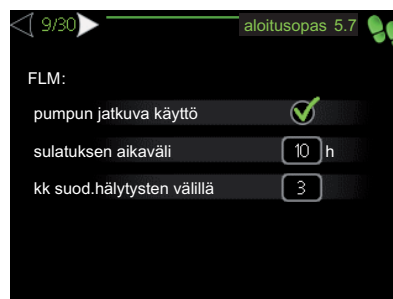 9/30 aloitusopas 5.7
FLM:
pumpun jatkuva käyttö
sulatuksen aikaväli 10 h
kk suod.hälytysten välillä 3